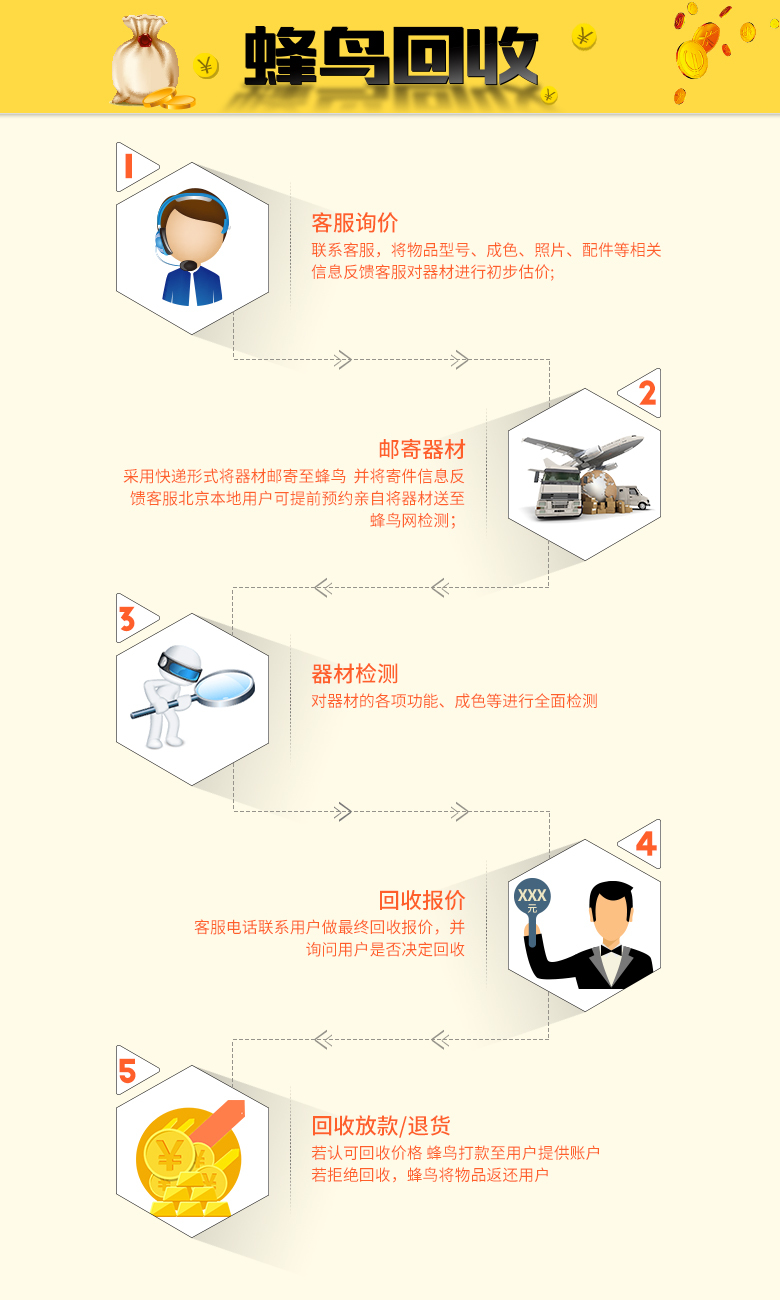 蜂鸟回收
1
客服询价
联系客服，将物品型号、成色、照片、配件等相关
信息反馈客服对器材进行初步估价;
2
邮寄器材
采用快递形式将器材邮寄至蜂鸟 并将寄件信息反
馈客服北京本地用户可提前预约亲自将器材送至
蜂鸟网检测；
3
器材检测
对器材的各项功能、成色等进行全面检测
4
XXX
元
回收报价
客服电话联系用户做最终回收报价，并
询问用户是否决定回收
5
回收放款/退货
若认可回收价格 蜂鸟打款至用户提供账户
若拒绝回收，蜂鸟将物品返还用户